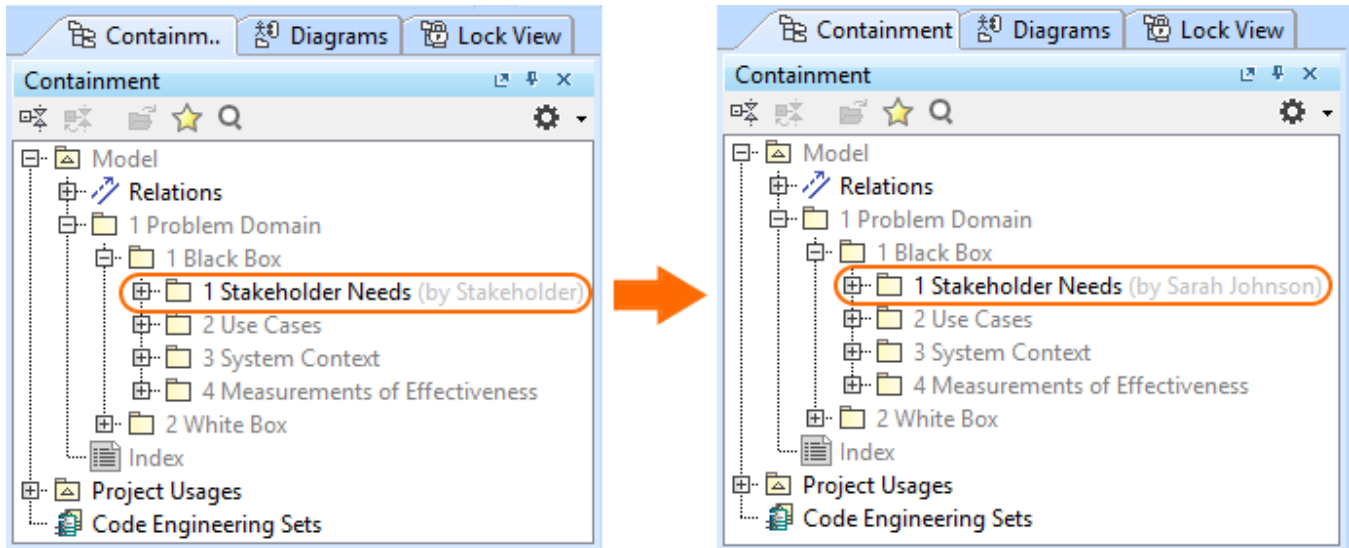 Containm.. Diagrams Lock View
Containment
Model
Relations
1 Problem Domain
1 Black Box
1 Stakeholder Needs (by Stakeholder)
2 Use Cases
3 System Context
4 Measurements of Effectiveness
2 White Box
Index
Project Usages
Code Engineering Sets
Containment Diagrams Lock View
Containment
Model
Relations
1 Problem Domain
1 Black Box
1 Stakeholder Needs (by Sarah Johnson)
2 Use Cases
3 System Context
4 Measurements of Effectiveness
2 White Box
Index
Project Usages
Code Engineering Sets